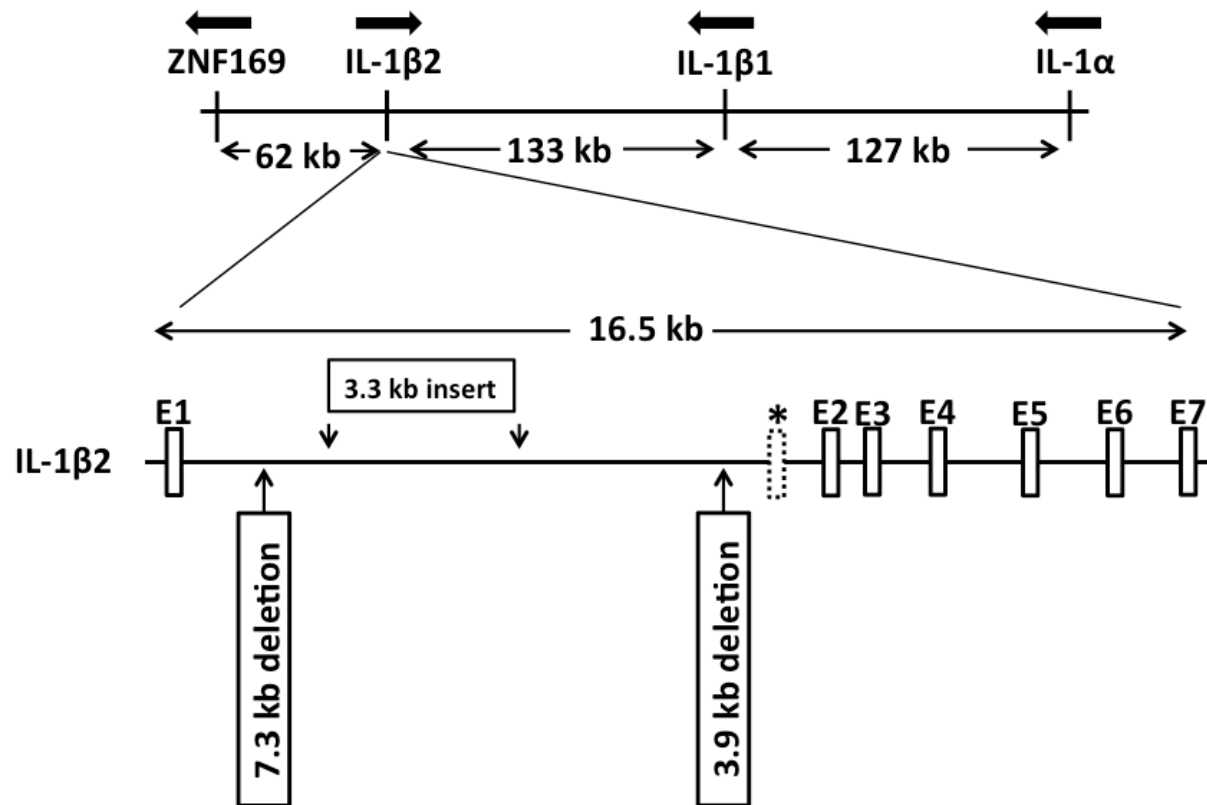 ZNF169 IL-1β2 IL-1β1 IL-1α
62 kb 133 kb 127 kb
16.5 kb
3.3 kb insert
E1 * E2 E3 E4 E5 E6 E7
IL-1β2
7.3 kb deletion
3.9 kb deletion